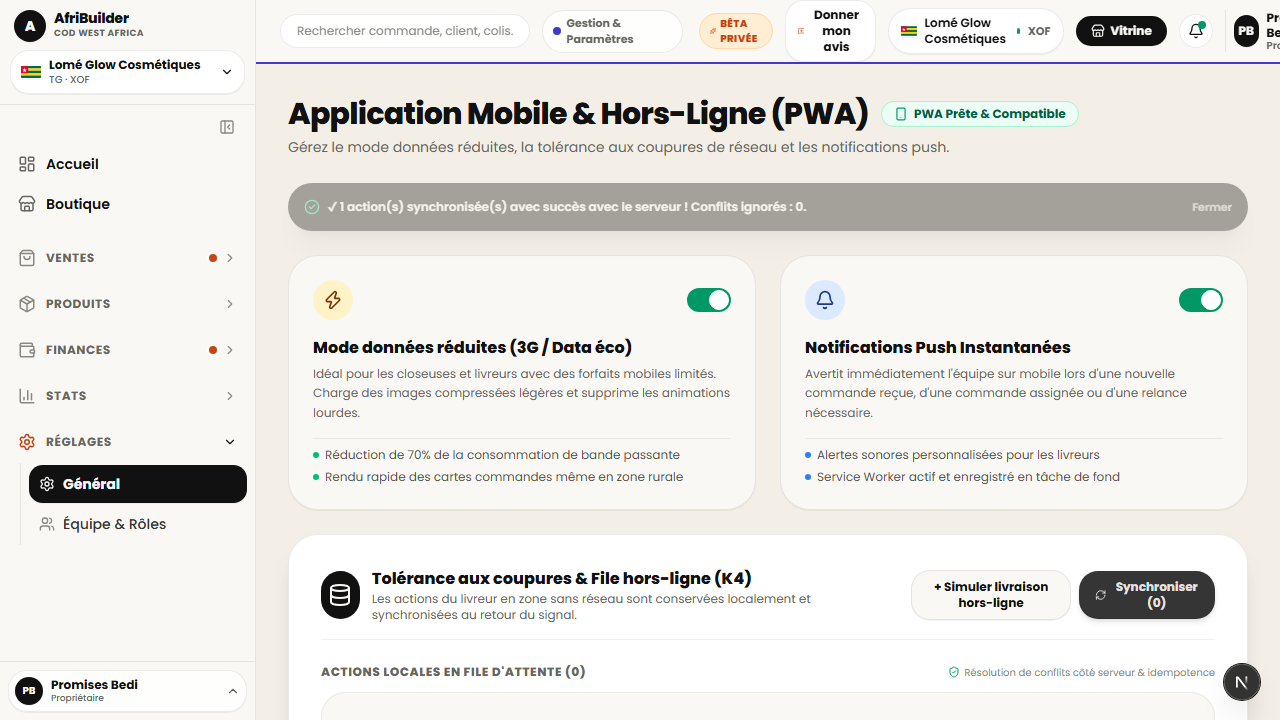 A
AfriBuilder
COD WEST AFRICA
Lomé Glow Cosmétiques
TG · XOF
Accueil
Boutique
VENTES
PRODUITS
FINANCES
STATS
RÉGLAGES
Général
Équipe & Rôles
PB
Promises Bedi
Propriétaire
Rechercher commande, client, colis.
Gestion &
Paramètres
BÊTA
PRIVÉE
Donner
mon
avis
Lomé Glow
Cosmétiques
XOF
Vitrine
PB
Application Mobile & Hors-Ligne (PWA)
PWA Prête & Compatible
Gérez le mode données réduites, la tolérance aux coupures de réseau et les notifications push.
✓ 1 action(s) synchronisée(s) avec succès avec le serveur ! Conflits ignorés : 0.
Fermer
Mode données réduites (3G / Data éco)
Idéal pour les closeuses et livreurs avec des forfaits mobiles limités.
Charge des images compressées légères et supprime les animations
lourdes.
Réduction de 70% de la consommation de bande passante
Rendu rapide des cartes commandes même en zone rurale
Notifications Push Instantanées
Avertit immédiatement l'équipe sur mobile lors d'une nouvelle
commande reçue, d'une commande assignée ou d'une relance
nécessaire.
Alertes sonores personnalisées pour les livreurs
Service Worker actif et enregistré en tâche de fond
Tolérance aux coupures & File hors-ligne (K4)
Les actions du livreur en zone sans réseau sont conservées localement et
synchronisées au retour du signal.
+ Simuler livraison
hors-ligne
Synchroniser
(0)
ACTIONS LOCALES EN FILE D'ATTENTE (0)
Résolution de conflits côté serveur & idempotence
N